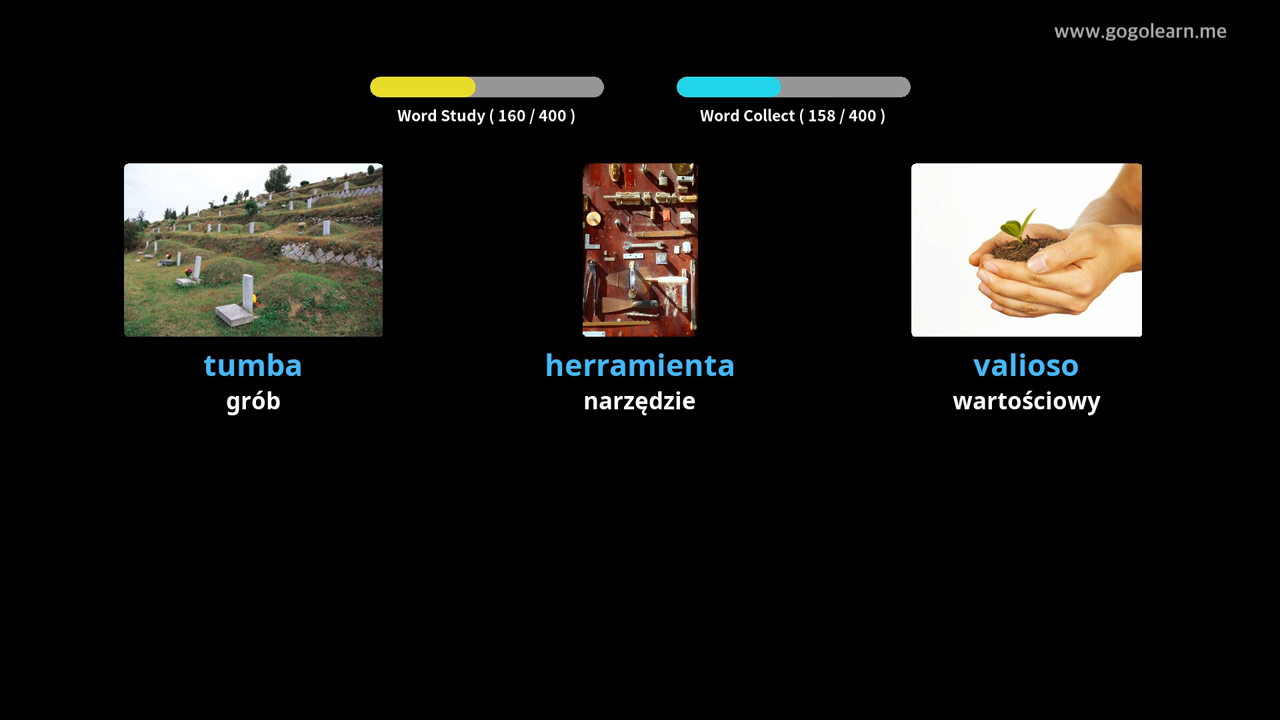 www.gogolearn.me
Word Study ( 160 / 400 )
Word Collect ( 158 / 400 )
tumba
grób
herramienta
narzędzie
valioso
wartościowy